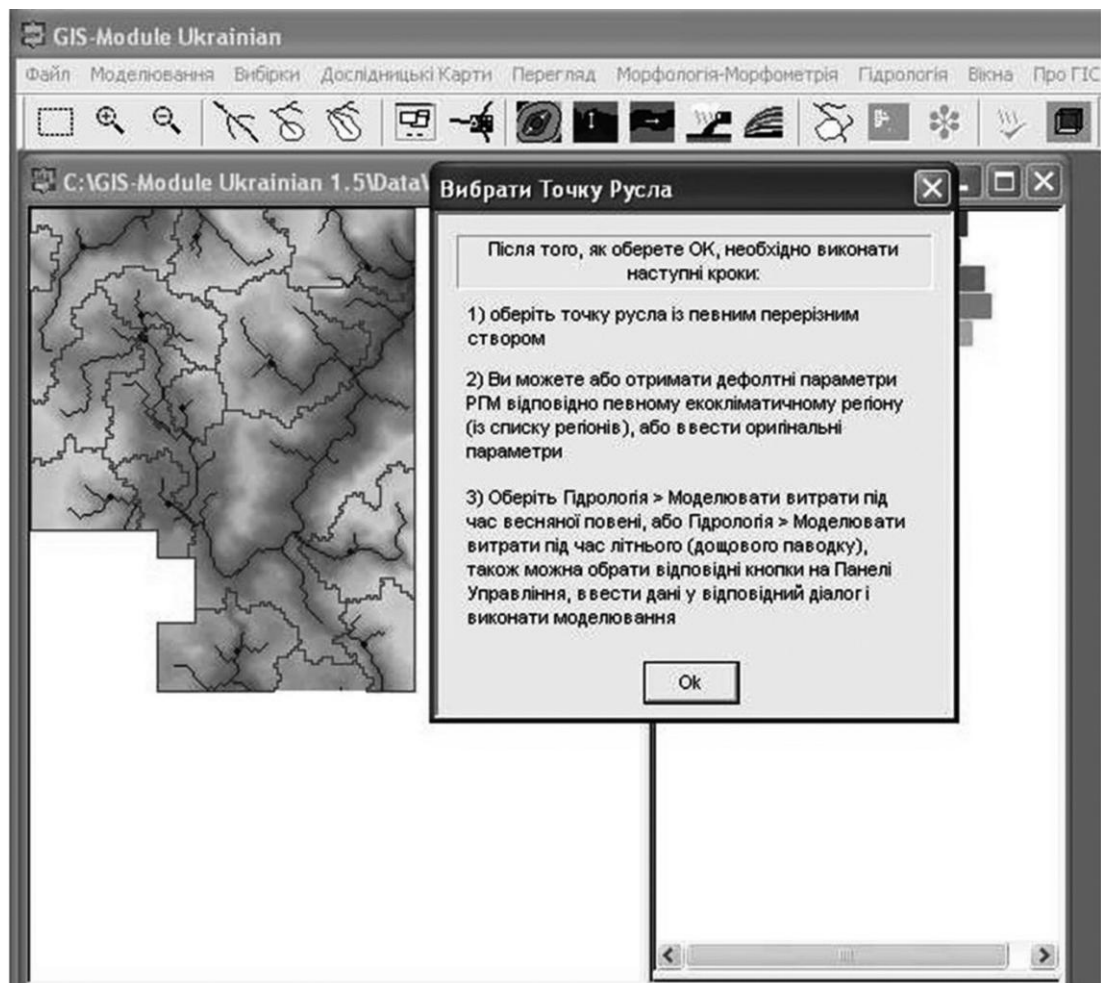 GIS-Module Ukrainian
Файл Моделювання Вибірки Дослідницькі Карти Перегляд Морфологія-Морфометрія Гідрологія Вікна Про ГІС
C:\GIS-Module Ukrainian 1.5\Data\
Вибрати Точку Русла
Після того, як оберете ОК, необхідно виконати
наступні кроки:
1) оберіть точку русла із певним перерізним
створом
2) Ви можете або отримати дефолтні параметри
РГМ відповідно певному екокліматичному регіону
(із списку регіонів), або ввести оригінальні
параметри
3) Оберіть Гідрологія > Моделювати витрати під
час весняної повені, або Гідрологія > Моделювати
витрати під час літнього (дощового паводку),
також можна обрати відповідні кнопки на Панелі
Управління, ввести дані у відповідний діалог і
виконати моделювання
Ok